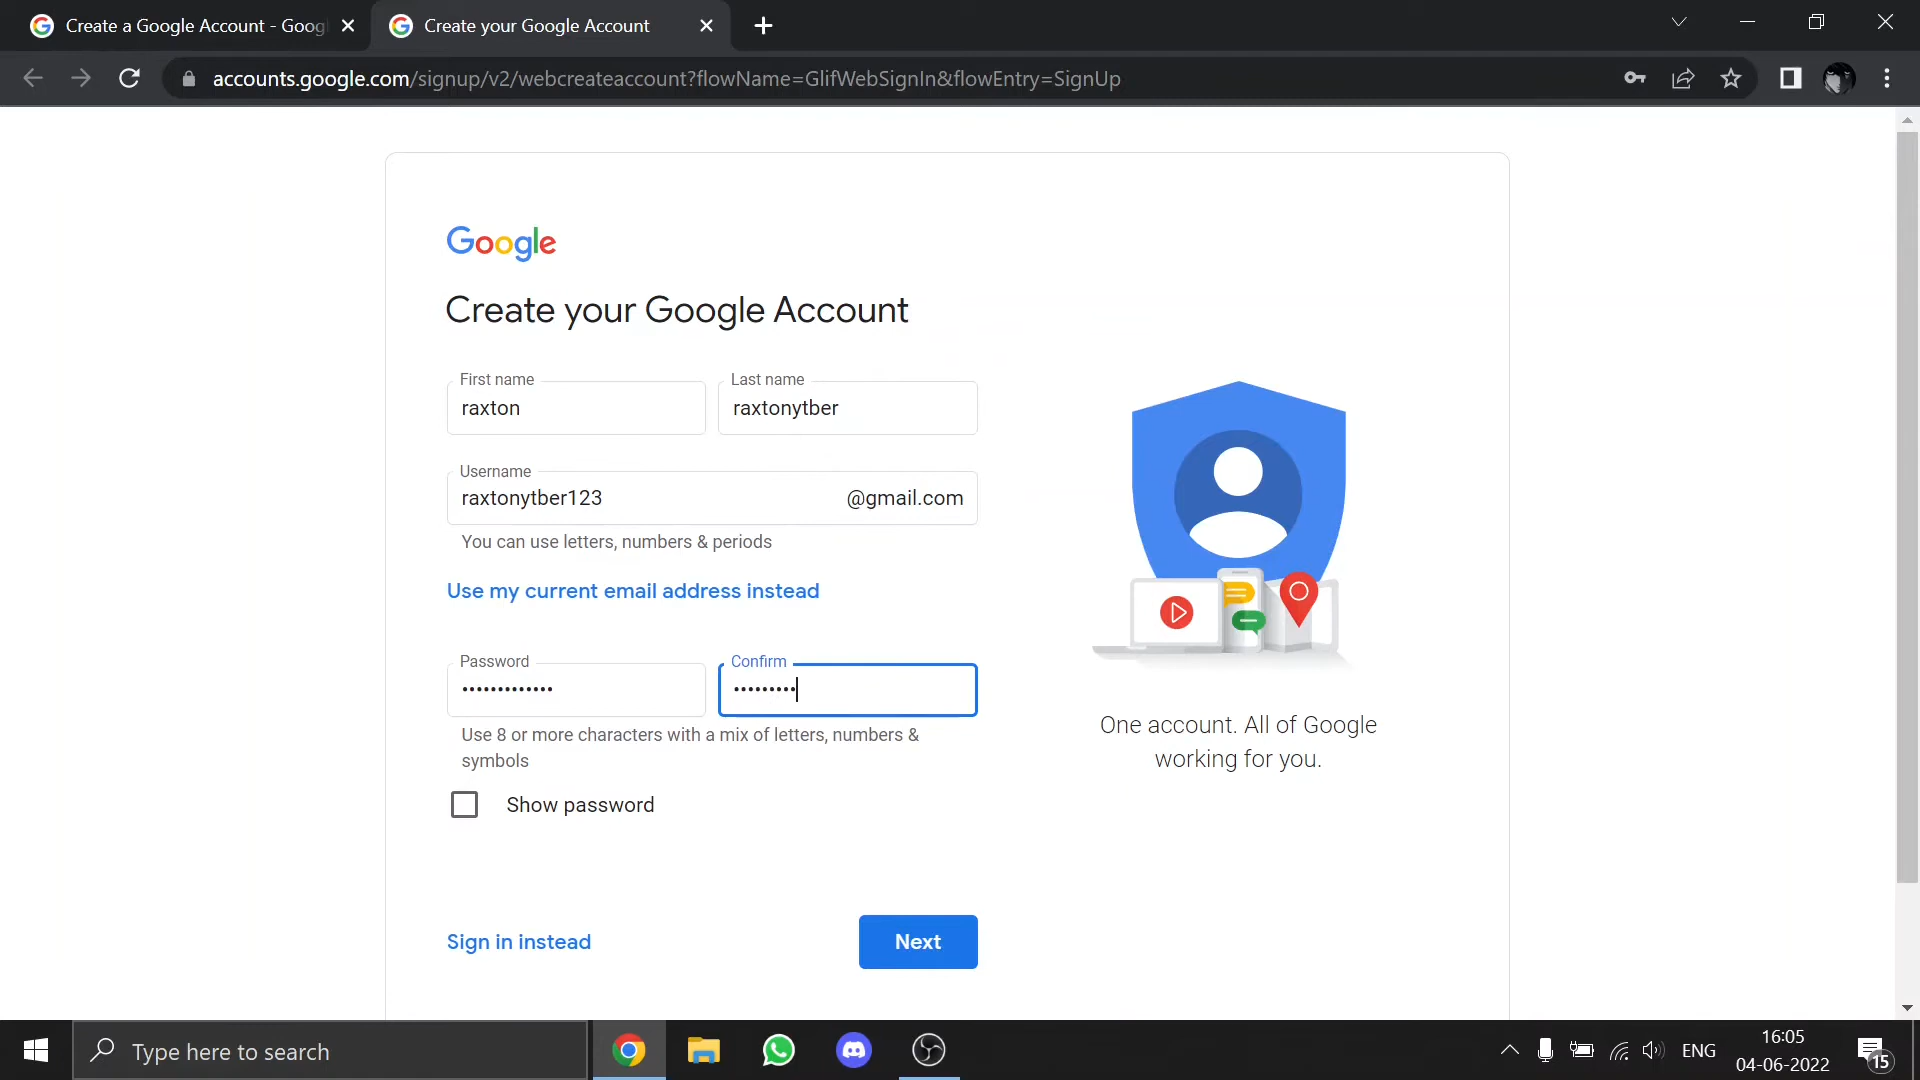 Create a Google Account - Goog
Create your Google Account
accounts.google.com/signup/v2/webcreateaccount?flowName=GlifWebSignIn&flowEntry=SignUp
Google
Create your Google Account
First name
Last name
raxton
raxtonytber
Username
raxtonytber123
@gmail.com
You can use letters, numbers & periods
Use my current email address instead
Password
Confirm
•••••••••••••
•••••••••
Use 8 or more characters with a mix of letters, numbers &
symbols
Show password
One account. All of Google
working for you.
Sign in instead
Next
Type here to search
ENG
16:05
04-06-2022
15